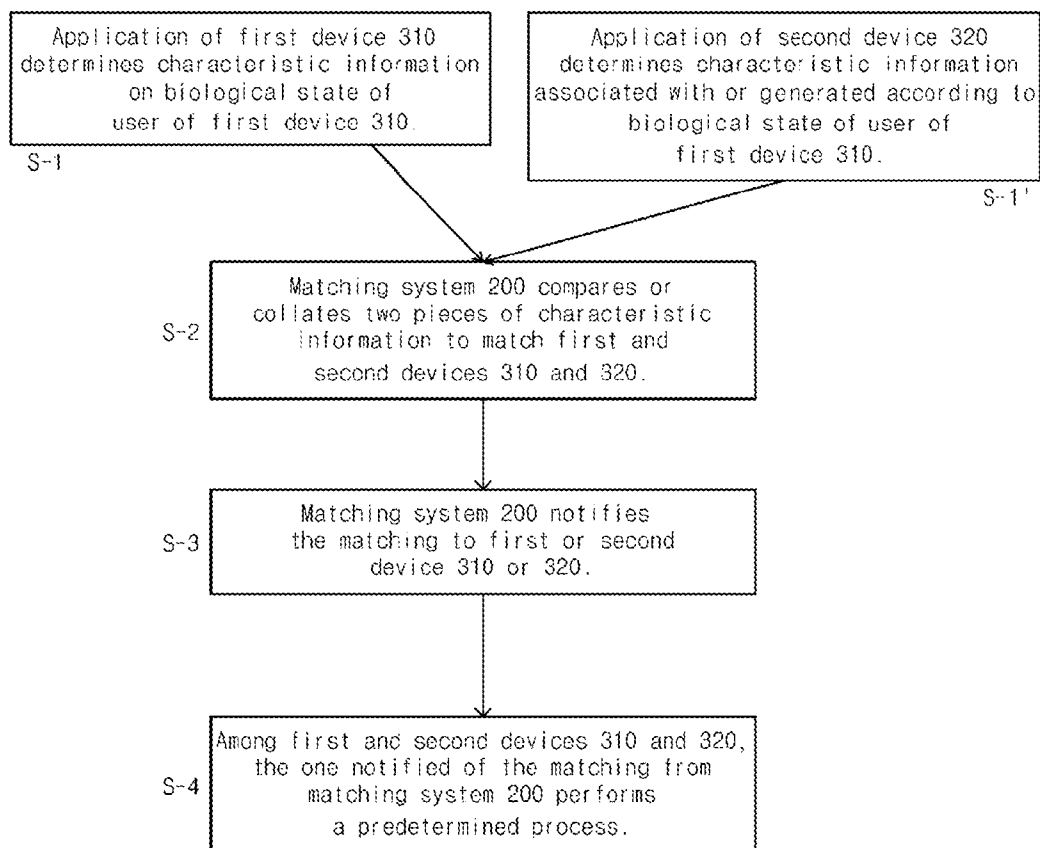 Application of first device 310
determines characteristic information
on biological state of
user of first device 310.
S-1
Application of second device 320
determines characteristic information
associated with or generated according to
biological state of user of
first device 310.
S-1'
S-2
Matching system 200 compares or
collates two pieces of characteristic
information to match first and
second devices 310 and 320.
S-3
Matching system 200 notifies
the matching to first or second
device 310 or 320.
S-4
Among first and second devices 310 and 320,
the one notified of the matching from
matching system 200 performs
a predetermined process.